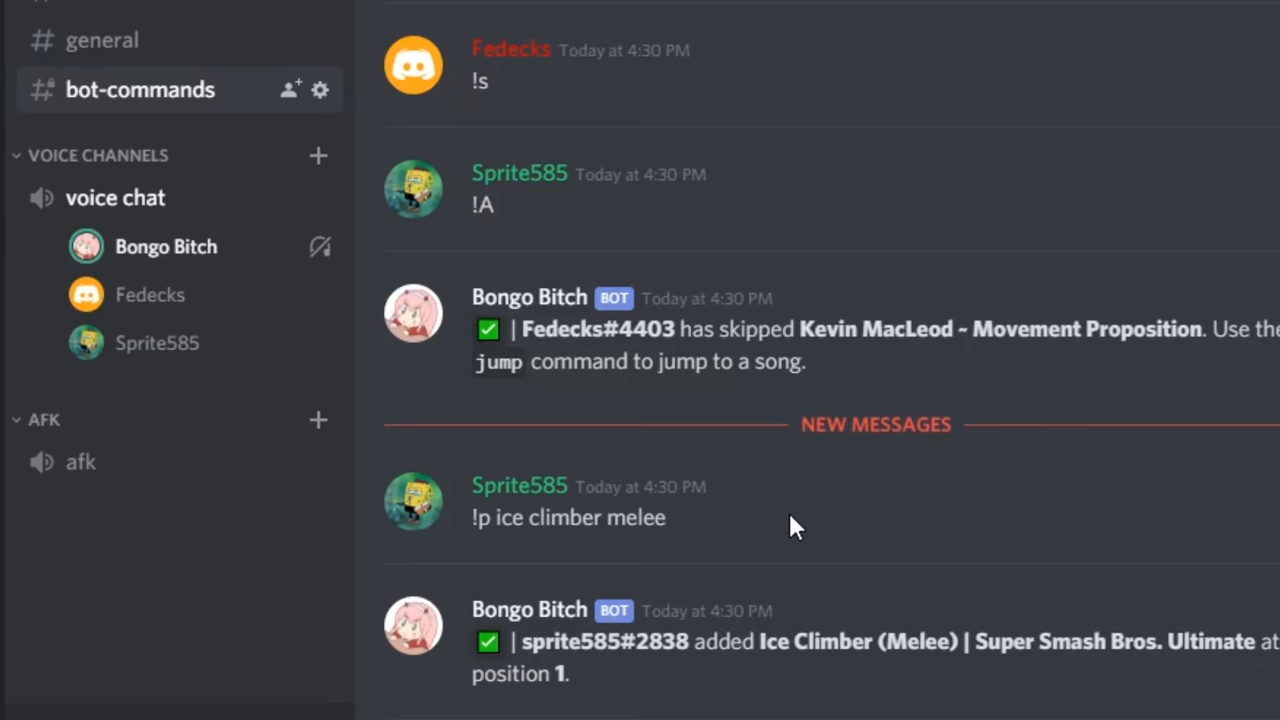 general
bot-commands
VOICE CHANNELS
voice chat
Bongo Bitch
Fedecks
Sprite585
AFK
afk
Fedecks Today at 4:30 PM
!s
Sprite585 Today at 4:30 PM
!A
Bongo Bitch BOT Today at 4:30 PM
| Fedecks#4403 has skipped Kevin MacLeod ~ Movement Proposition. Use the
jump command to jump to a song.
NEW MESSAGES
Sprite585 Today at 4:30 PM
!p ice climber melee
Bongo Bitch BOT Today at 4:30 PM
| sprite585#2838 added Ice Climber (Melee) | Super Smash Bros. Ultimate at
position 1.